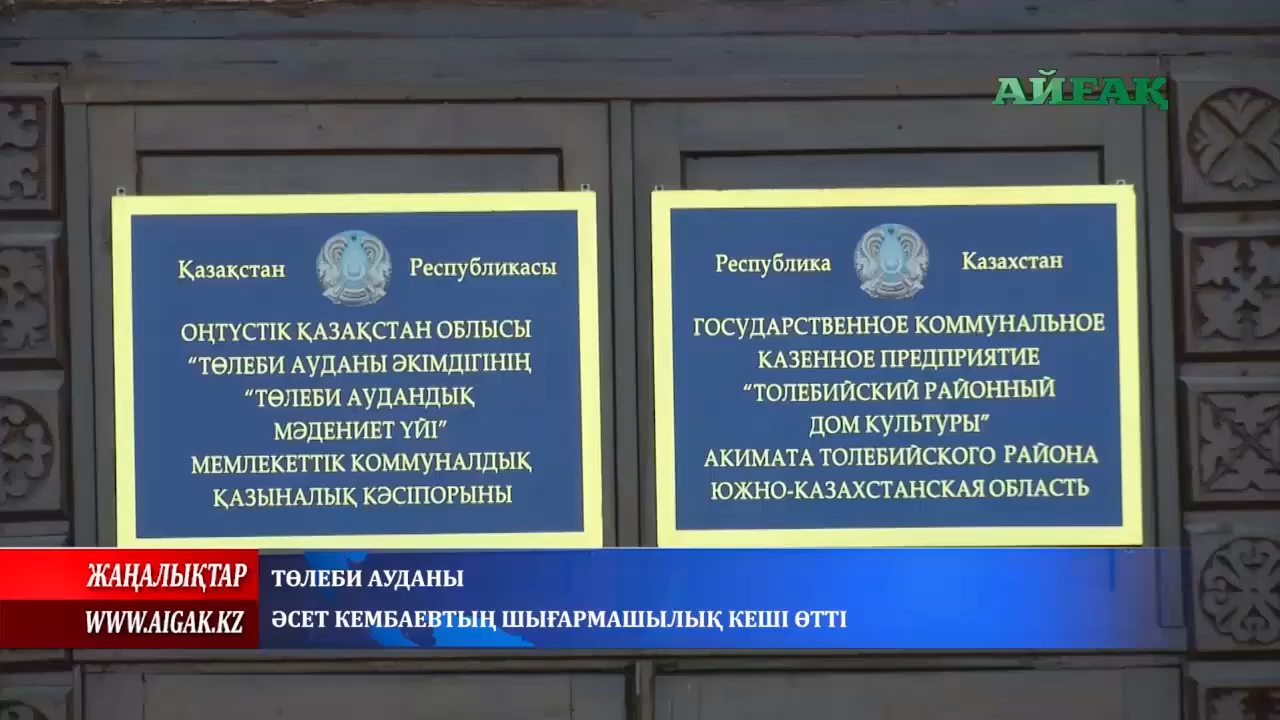 АЙҒАҚ
Қазақстан Республикасы
ОҢТҮСТІК ҚАЗАҚСТАН ОБЛЫСЫ
“ТӨЛЕБИ АУДАНЫ ӘКІМДІГІНІҢ
“ТӨЛЕБИ АУДАНДЫҚ
МӘДЕНИЕТ ҮЙІ”
МЕМЛЕКЕТТІК КОММУНАЛДЫҚ
ҚАЗЫНАЛЫҚ КӘСІПОРЫНЫ
Республика Казахстан
ГОСУДАРСТВЕННОЕ КОММУНАЛЬНОЕ
КАЗЕННОЕ ПРЕДПРИЯТИЕ
“ТОЛЕБИЙСКИЙ РАЙОННЫЙ
ДОМ КУЛЬТУРЫ”
АКИМАТА ТОЛЕБИЙСКОГО РАЙОНА
ЮЖНО-КАЗАХСТАНСКАЯ ОБЛАСТЬ
ЖАҢАЛЫҚТАР
WWW.AIGAK.KZ
ТӨЛЕБИ АУДАНЫ
ӘСЕТ КЕМБАЕВТЫҢ ШЫҒАРМАШЫЛЫҚ КЕШІ ӨТТІ